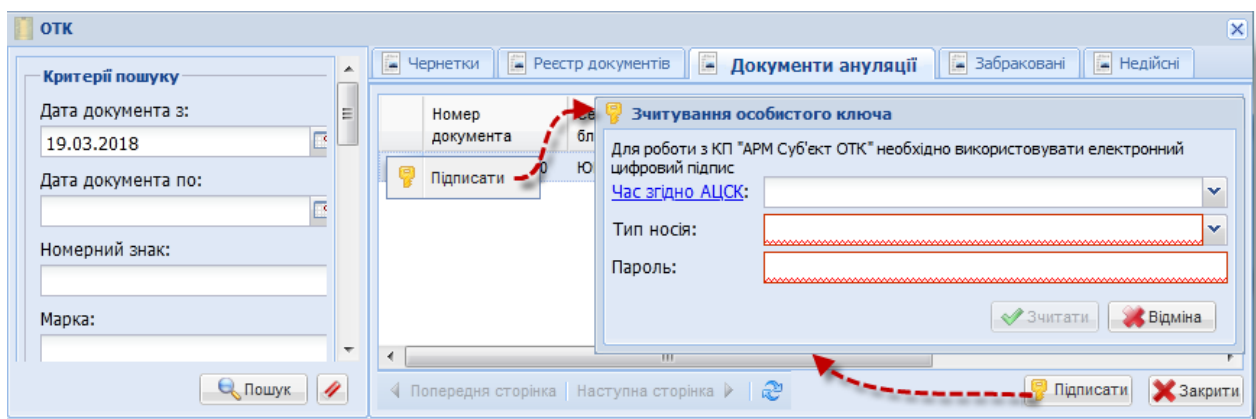 ОТК
Критерії пошуку
Дата документа з:
19.03.2018
Дата документа по:
Номерний знак:
Марка:
Пошук
Чернетки
Реєстр документів
Документи ануляції
Забраковані
Недійсні
Номер
документа
Підписати
Зчитування особистого ключа
Для роботи з КП "АРМ Суб'єкт ОТК" необхідно використовувати електронний
цифровий підпис
Час згідно АЦСК:
Тип носія:
Пароль:
Зчитати
Відміна
Попередня сторінка
Наступна сторінка
Підписати
Закрити